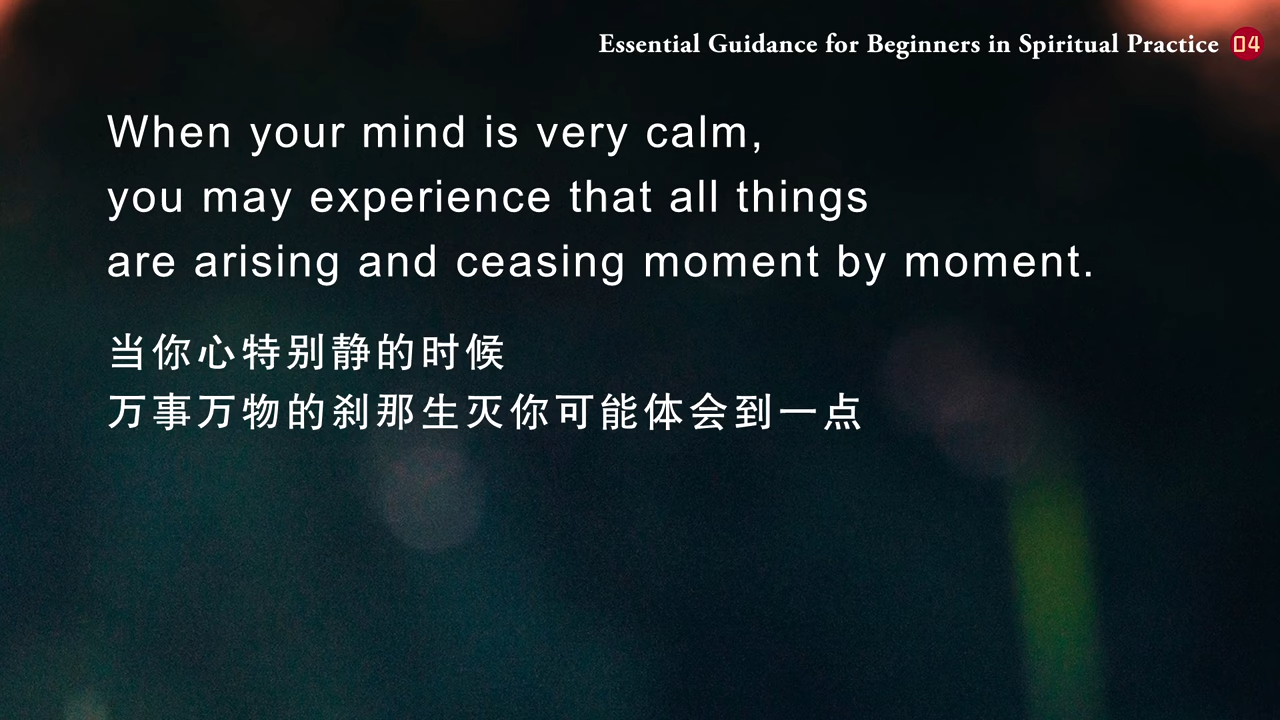 Essential Guidance for Beginners in Spiritual Practice 04
When your mind is very calm,
you may experience that all things
are arising and ceasing moment by moment.
当你心特别静的时候
万事万物的刹那生灭你可能体会到一点